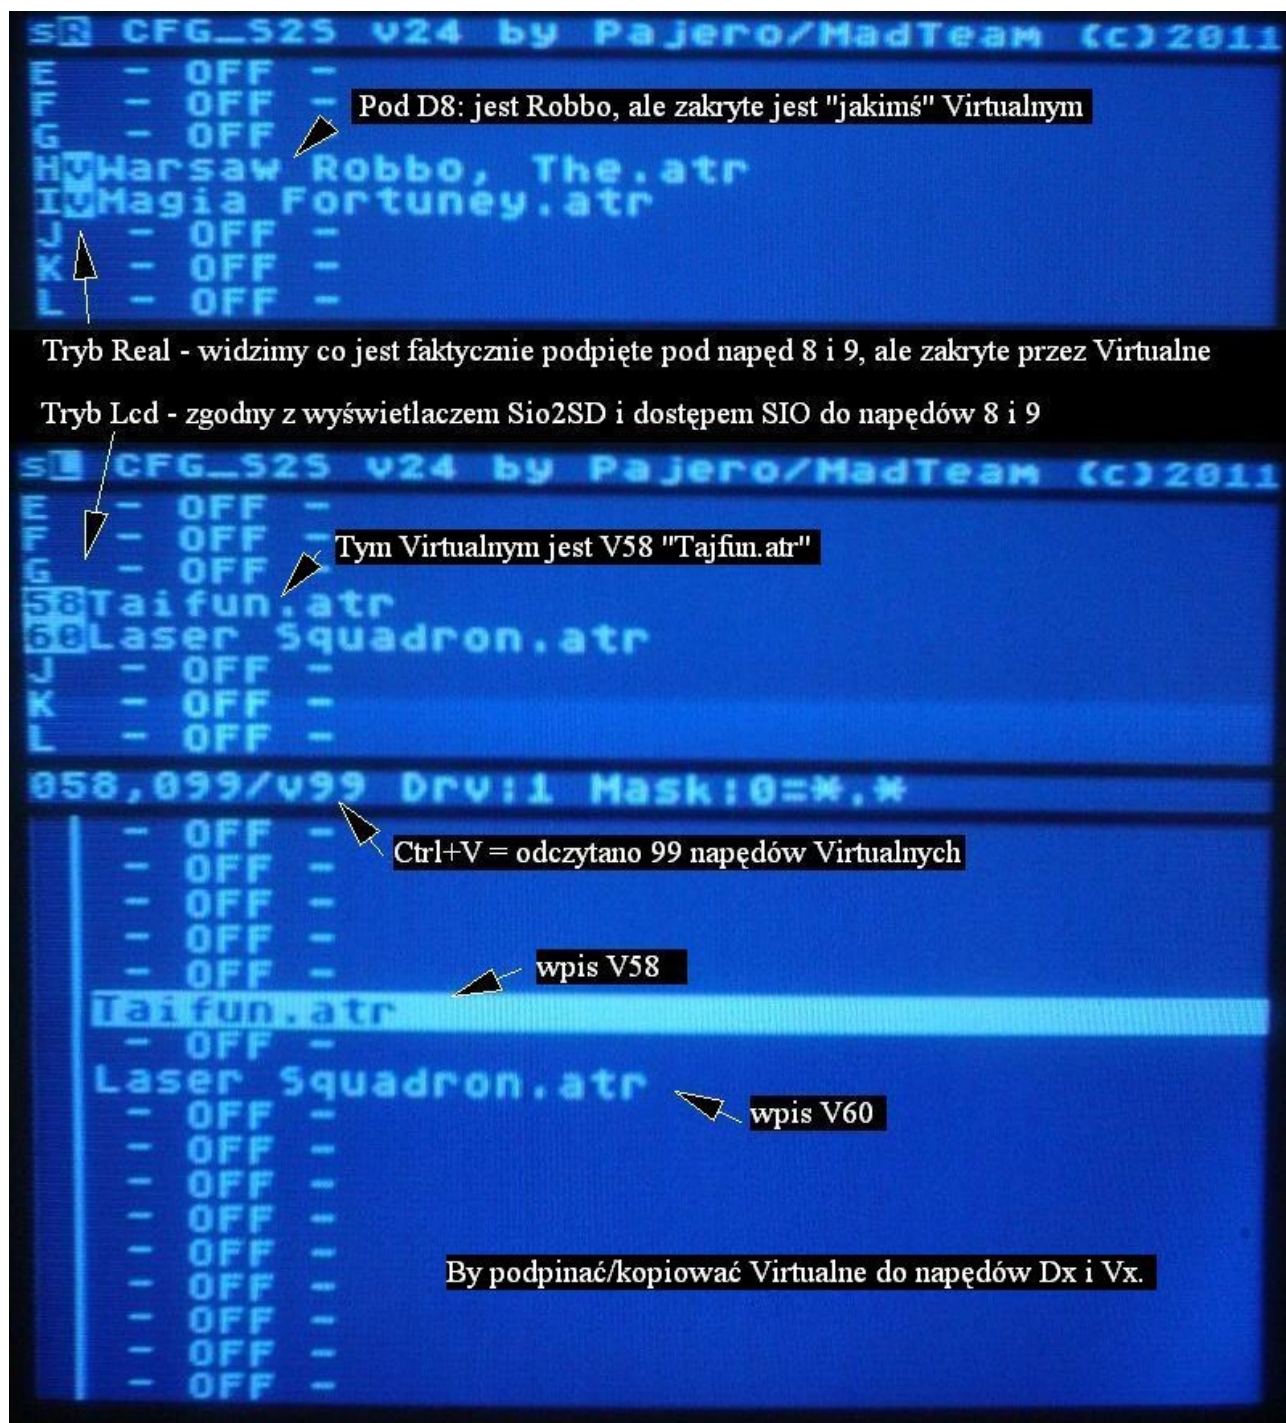 SR CFG_S2S v24 by Pajero/MadTeam (c)2011
E - OFF -
F - OFF -
Pod D8: jest Robbo, ale zakryte jest "jakimś" Virtualnym
G - OFF -
HvWarsaw Robbo, The.atr
IvMagia Fortuney.atr
J - OFF -
K - OFF -
L - OFF -
Tryb Real - widzimy co jest faktycznie podpięte pod napęd 8 i 9, ale zakryte przez Virtualne
Tryb Lcd - zgodny z wyświetlaczem Sio2SD i dostępem SIO do napędów 8 i 9
SL CFG_S2S v24 by Pajero/MadTeam (c)2011
E - OFF -
F - OFF -
Tym Virtualnym jest V58 "Tajfun.atr"
G - OFF -
58Taifun.atr
60Laser Squadron.atr
J - OFF -
K - OFF -
L - OFF -
058,099/v99 Drv:1 Mask:0=*.*
- OFF -
Ctrl+V = odczytano 99 napędów Virtualnych
- OFF -
- OFF -
- OFF -
- OFF -
wpis V58
Taifun.atr
- OFF -
Laser Squadron.atr
wpis V60
- OFF -
- OFF -
- OFF -
- OFF -
- OFF -
By podpinać/kopiować Virtualne do napędów Dx i Vx.
- OFF -
- OFF -
- OFF -